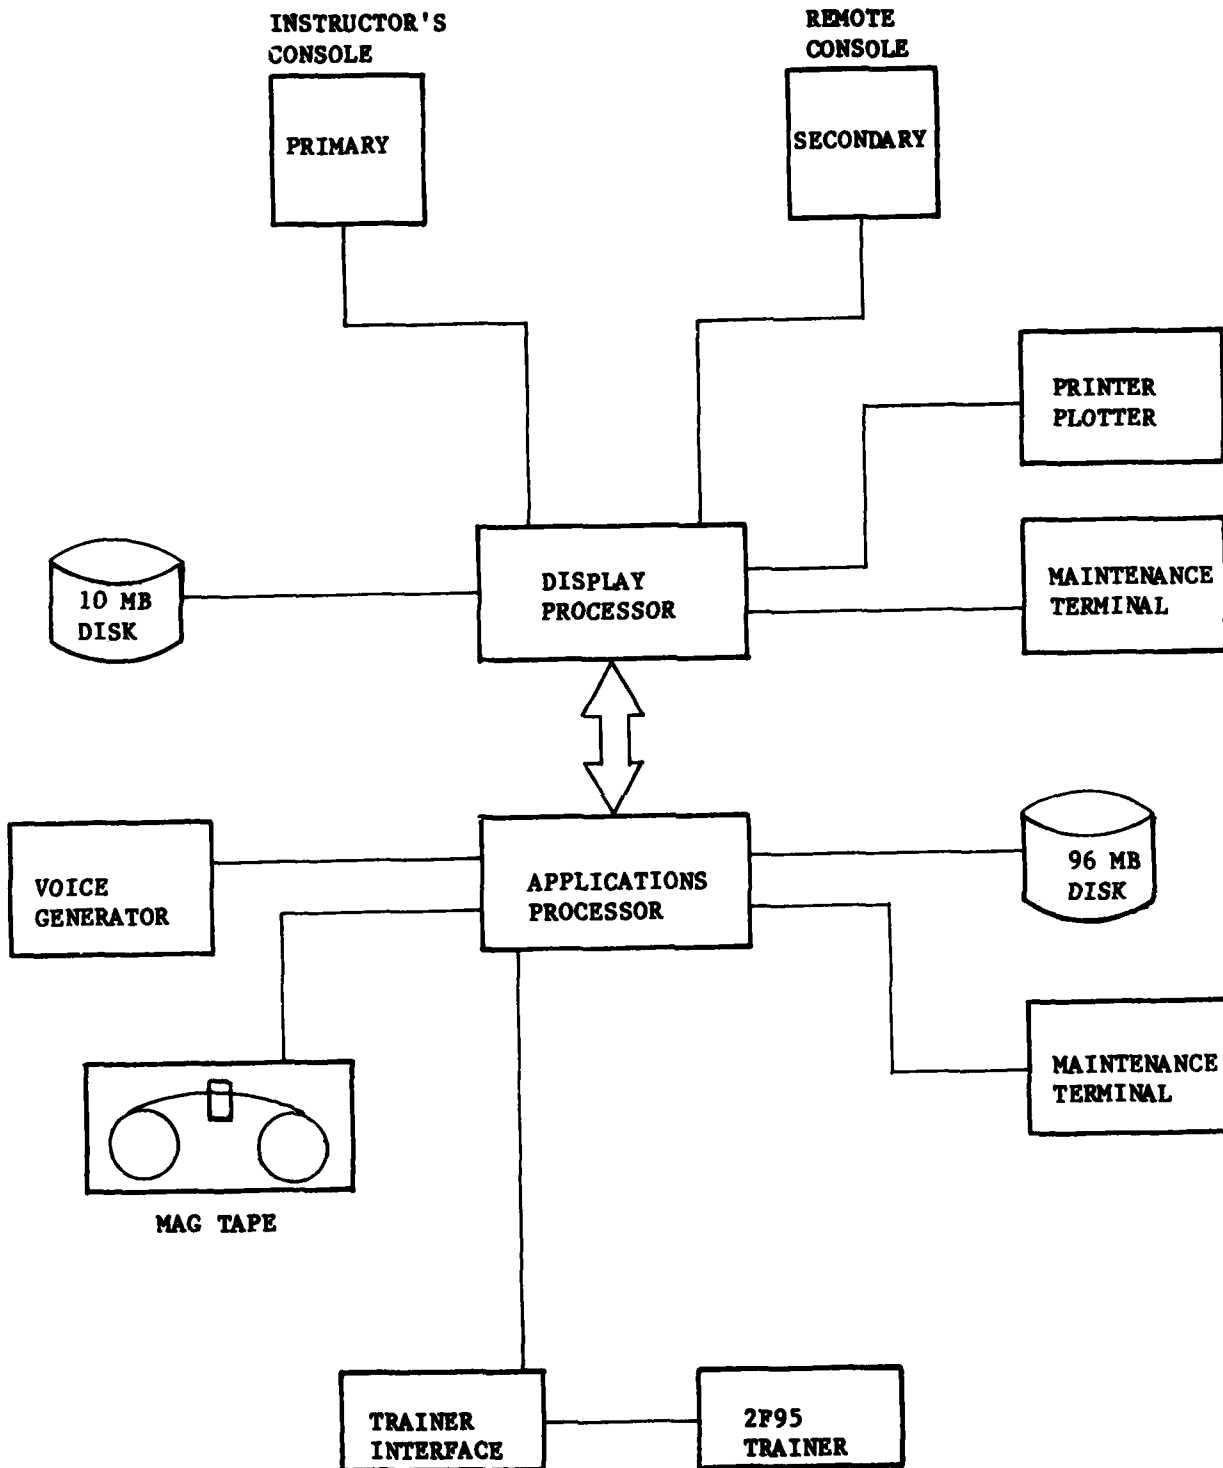 INSTRUCTOR'S
CONSOLE
REMOTE
CONSOLE
PRIMARY
SECONDARY
PRINTER
PLOTTER
10 MB
DISK
DISPLAY
PROCESSOR
MAINTENANCE
TERMINAL
VOICE
GENERATOR
APPLICATIONS
PROCESSOR
96 MB
DISK
MAINTENANCE
TERMINAL
MAG TAPE
TRAINER
INTERFACE
2F95
TRAINER